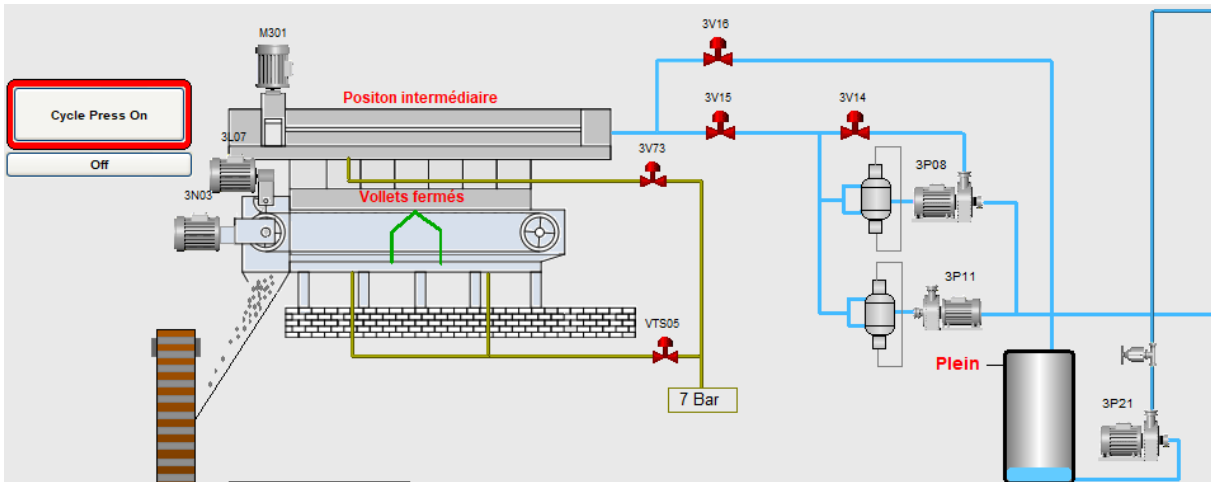 3V16
M301
Cycle Press On
Positon intermédiaire
3V15
3V14
Off
3L07
3V73
3P08
3N03
Vollets fermés
3P11
VTS05
Plein
7 Bar
3P21